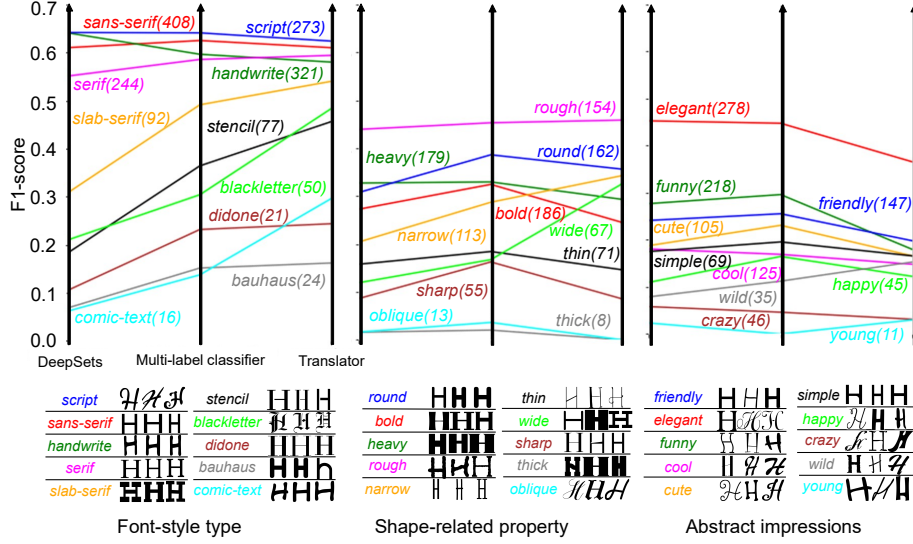 F1-score
0.7
0.6
0.5
0.4
0.3
0.2
0.1
0.0
sans-serif(408)
script(273)
handwrite(321)
serif(244)
slab-serif(92)
stencil(77)
blackletter(50)
didone(21)
bauhaus(24)
comic-text(16)
DeepSets
Multi-label classifier
Translator
rough(154)
heavy(179)
round(162)
bold(186)
narrow(113)
wide(67)
thin(71)
sharp(55)
oblique(13)
thick(8)
elegant(278)
funny(218)
friendly(147)
cute(105)
simple(69)
cool(125)
happy(45)
wild(35)
crazy(46)
young(11)
script H H H stencil H H H
sans-serif H H H blackletter H H H
handwrite H H H didone H H H
serif H H H bauhaus H H h
slab-serif H H H comic-text H H H
round H H H thin H H H
bold H H H wide H H H
heavy H H H sharp H H H
rough H H H thick H H H
narrow H H H oblique H H H
friendly H H H simple H H H
elegant H H H happy H H H
funny H H H crazy H H H
cool H H H wild H H H
cute H H H young H H H
Font-style type
Shape-related property
Abstract impressions